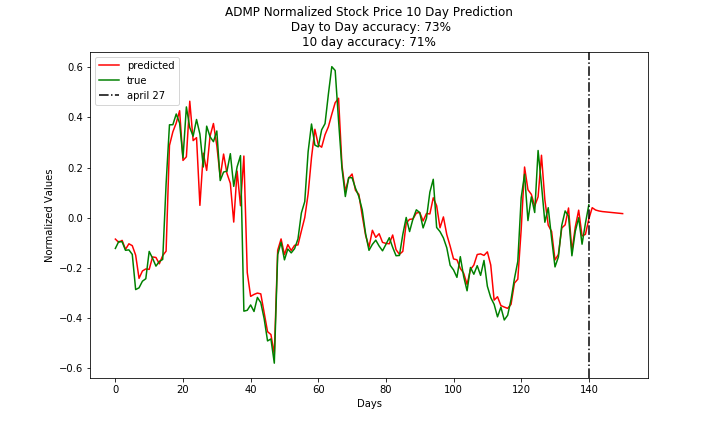 ADMP Normalized Stock Price 10 Day Prediction
Day to Day accuracy: 73%
10 day accuracy: 71%
predicted
true
april 27
Normalized Values
0.6
0.4
0.2
0.0
−0.2
−0.4
−0.6
0 20 40 60 80 100 120 140
Days